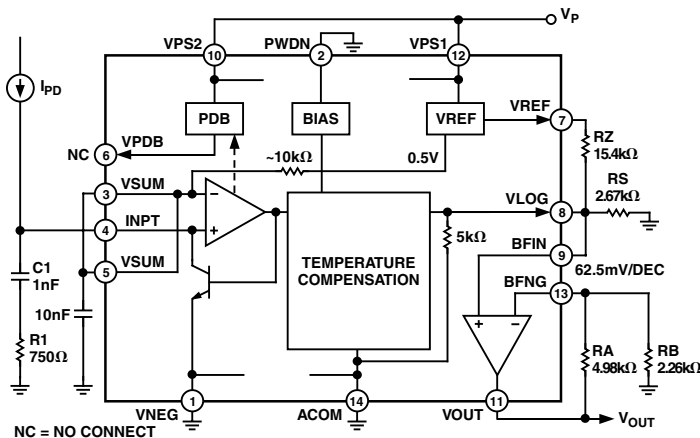 V_P
VPS2
PWDN
VPS1
10
2
12
I_PD
PDB
BIAS
VREF
VREF
7
RZ
15.4kΩ
NC
6
VPDB
~10kΩ
0.5V
3
VSUM
RS
2.67kΩ
VLOG
8
4
INPT
5kΩ
BFIN
9
62.5mV/DEC
5
VSUM
TEMPERATURE
COMPENSATION
BFNG
13
C1
1nF
10nF
R1
750Ω
RA
4.98kΩ
RB
2.26kΩ
1
VNEG
14
ACOM
11
VOUT
V_OUT
NC = NO CONNECT
− 
+
+
−